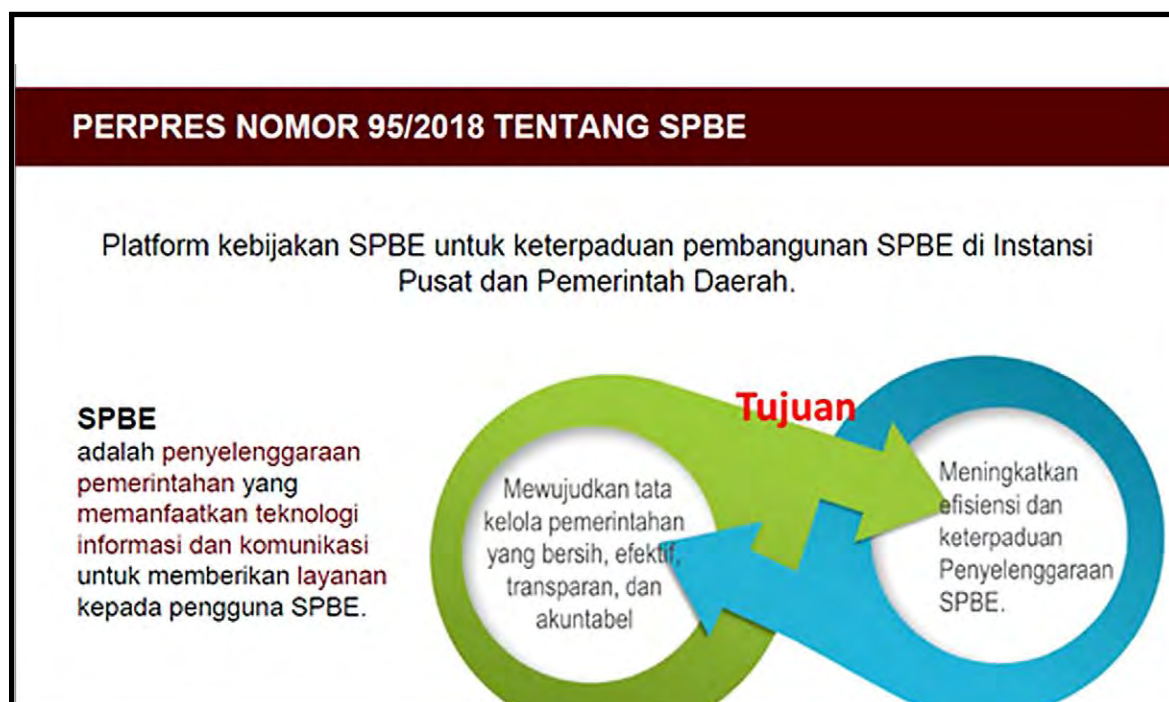 PERPRES NOMOR 95/2018 TENTANG SPBE
Platform kebijakan SPBE untuk keterpaduan pembangunan SPBE di Instansi
Pusat dan Pemerintah Daerah.
SPBE
adalah penyelenggaraan
pemerintahan yang
memanfaatkan teknologi
informasi dan komunikasi
untuk memberikan layanan
kepada pengguna SPBE.
Tujuan
Mewujudkan tata
kelola pemerintahan
yang bersih, efektif,
transparan, dan
akuntabel
Meningkatkan
efisiensi dan
keterpaduan
Penyelenggaraan
SPBE.